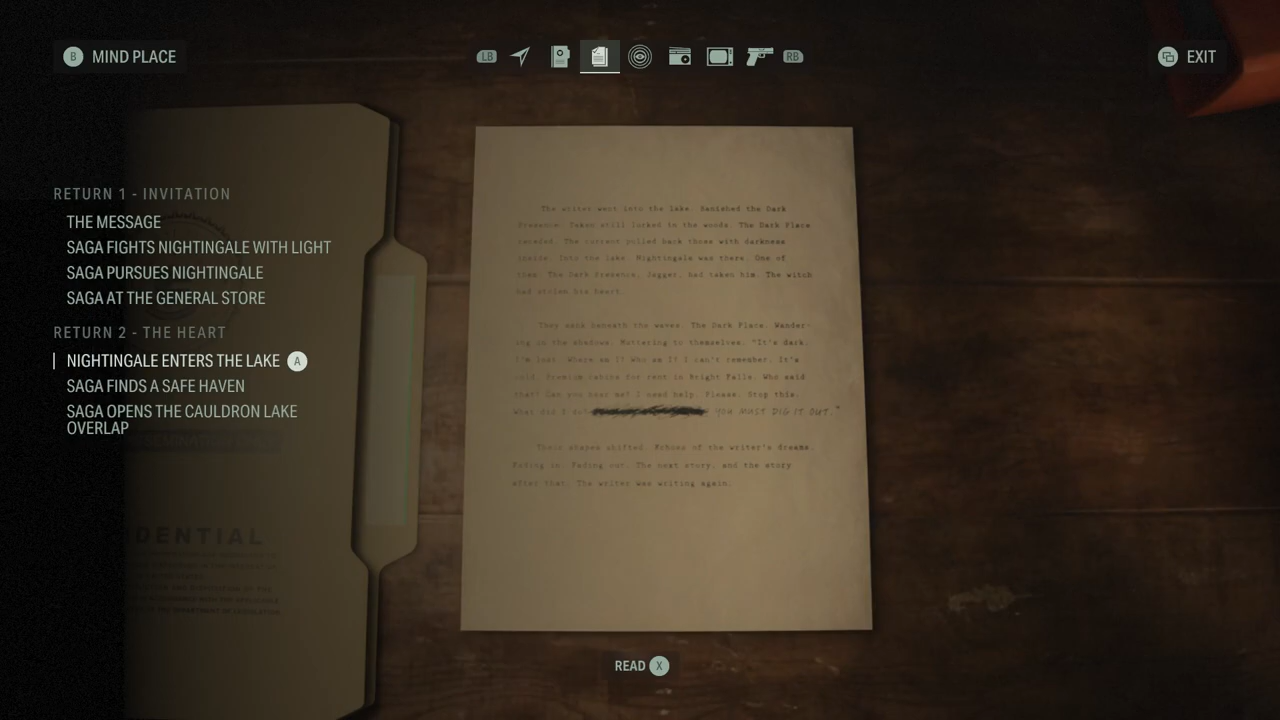 B MIND PLACE
LB
RB
EXIT
RETURN 1 - INVITATION
THE MESSAGE
SAGA FIGHTS NIGHTINGALE WITH LIGHT
SAGA PURSUES NIGHTINGALE
SAGA AT THE GENERAL STORE
RETURN 2 - THE HEART
NIGHTINGALE ENTERS THE LAKE A
SAGA FINDS A SAFE HAVEN
SAGA OPENS THE CAULDRON LAKE
OVERLAP
The writer went into the lake. Banished the Dark
Presence. Taken still lurked in the woods. The Dark Place
receded. The current pulled back those with darkness
inside. Into the lake. Nightingale was there. One of
them. The Dark Presence, Jagger, had taken him. The witch
had stolen his heart.
They walk beneath the waves. The Dark Place. Wander-
ing in the shadows. Muttering to themselves. "It's dark.
I'm lost. Where am I? Who am I? I can't remember. It's
cold. Premium cabins for rent in Bright Falls. Who said
that? Can you hear me? I need help. Please. Stop this.
What did I YOU MUST DIG IT OUT."
Their shapes shifted. Echoes of the writer's dreams.
Fading in. Fading out. The next story, and the story
after that. The writer was writing again.
DENTIAL
READ X